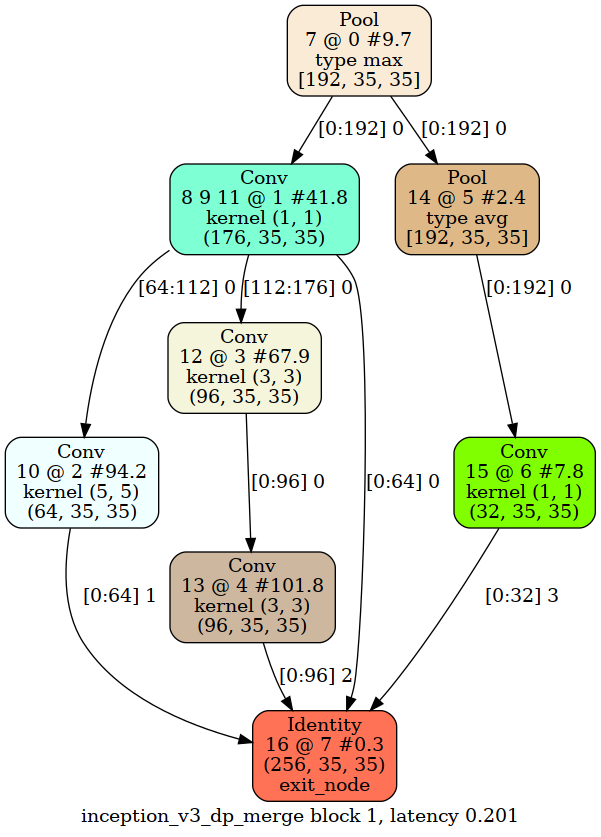 Pool
7 @ 0 #9.7
type max
[192, 35, 35]
[0:192] 0
[0:192] 0
Conv
8 9 11 @ 1 #41.8
kernel (1, 1)
(176, 35, 35)
Pool
14 @ 5 #2.4
type avg
[192, 35, 35]
[64:112] 0
[112:176] 0
[0:192] 0
Conv
12 @ 3 #67.9
kernel (3, 3)
(96, 35, 35)
Conv
10 @ 2 #94.2
kernel (5, 5)
(64, 35, 35)
[0:96] 0
[0:64] 0
Conv
15 @ 6 #7.8
kernel (1, 1)
(32, 35, 35)
Conv
13 @ 4 #101.8
kernel (3, 3)
(96, 35, 35)
[0:64] 1
[0:32] 3
[0:96] 2
Identity
16 @ 7 #0.3
(256, 35, 35)
exit_node
inception_v3_dp_merge block 1, latency 0.201